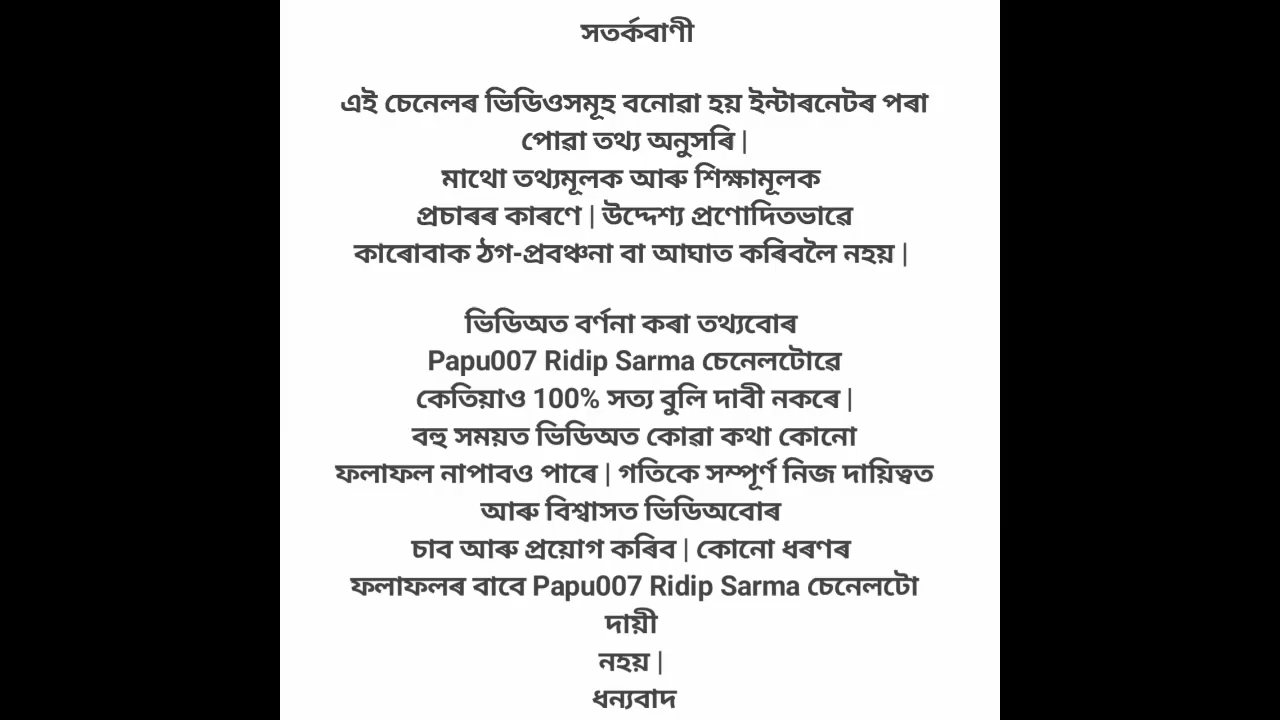 সতৰ্কবাণী
এই চেনেলৰ ভিডিওসমূহ বনোৱা হয় ইন্টাৰনেটৰ পৰা
পোৱা তথ্য অনুসৰি |
মাথো তথ্যমূলক আৰু শিক্ষামূলক
প্ৰচাৰৰ কাৰণে | উদ্দেশ্য প্ৰণোদিতভাৱে
কাৰোবাক ঠগ-প্ৰবঞ্চনা বা আঘাত কৰিবলৈ নহয় |
ভিডিঅত বৰ্ণনা কৰা তথ্যবোৰ
Papu007 Ridip Sarma চেনেলটোৱে
কেতিয়াও 100% সত্য বুলি দাবী নকৰে |
বহু সময়ত ভিডিঅত কোৱা কথা কোনো
ফলাফল নাপাবও পাৰে | গতিকে সম্পূৰ্ণ নিজ দায়িত্বত
আৰু বিশ্বাসত ভিডিঅবোৰ
চাব আৰু প্ৰয়োগ কৰিব | কোনো ধৰণৰ
ফলাফলৰ বাবে Papu007 Ridip Sarma চেনেলটো
দায়ী
নহয় |
ধন্যবাদ